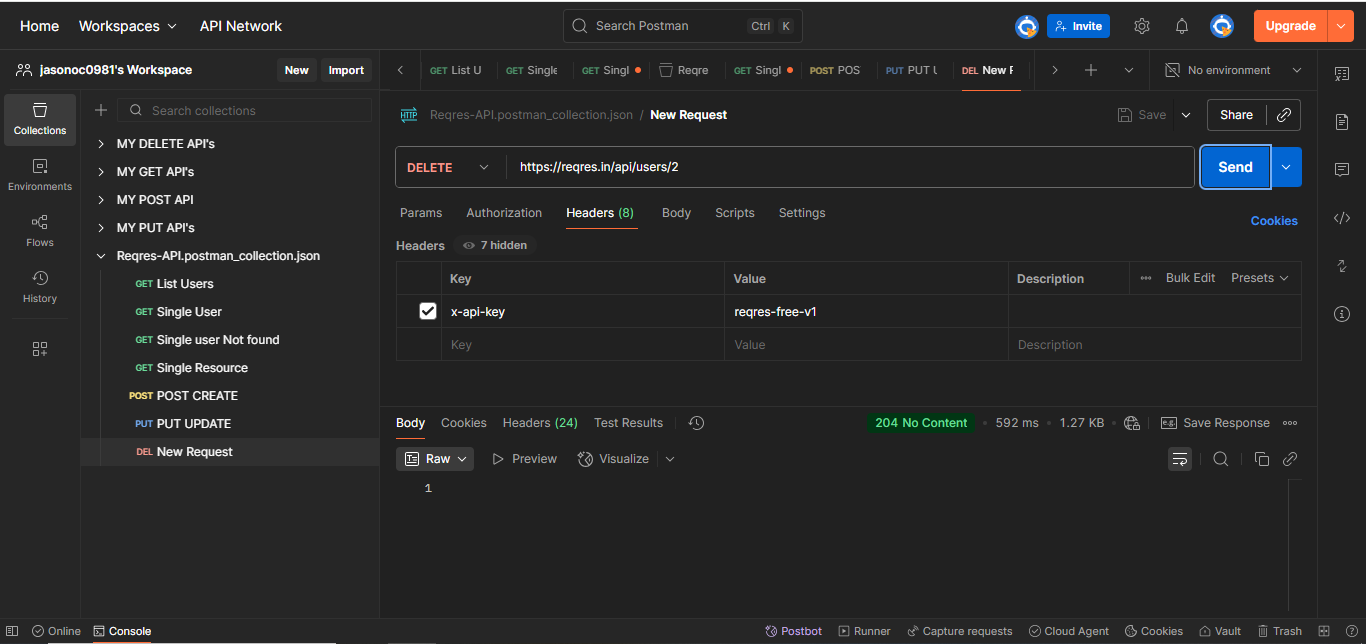 Home Workspaces API Network Search Postman Ctrl K Invite Upgrade
jasonoc0981's Workspace New Import
GET List U GET Single GET Singl Reqre GET Singl POST POS PUT PUT U DEL New F No environment
Collections
Environments
Flows
History
Search collections
MY DELETE API's
MY GET API's
MY POST API
MY PUT API's
Reqres-API.postman_collection.json
GET List Users
GET Single User
GET Single user Not found
GET Single Resource
POST POST CREATE
PUT PUT UPDATE
DEL New Request
HTTP Reqres-API.postman_collection.json / New Request Save Share
DELETE https://reqres.in/api/users/2 Send
Params Authorization Headers (8) Body Scripts Settings Cookies
Headers 7 hidden
Key Value Description Bulk Edit Presets
x-api-key reqres-free-v1
Key Value Description
Body Cookies Headers (24) Test Results 204 No Content 592 ms 1.27 KB e.g. Save Response
Raw Preview Visualize
1
Online Console Postbot Runner Capture requests Cloud Agent Cookies Vault Trash